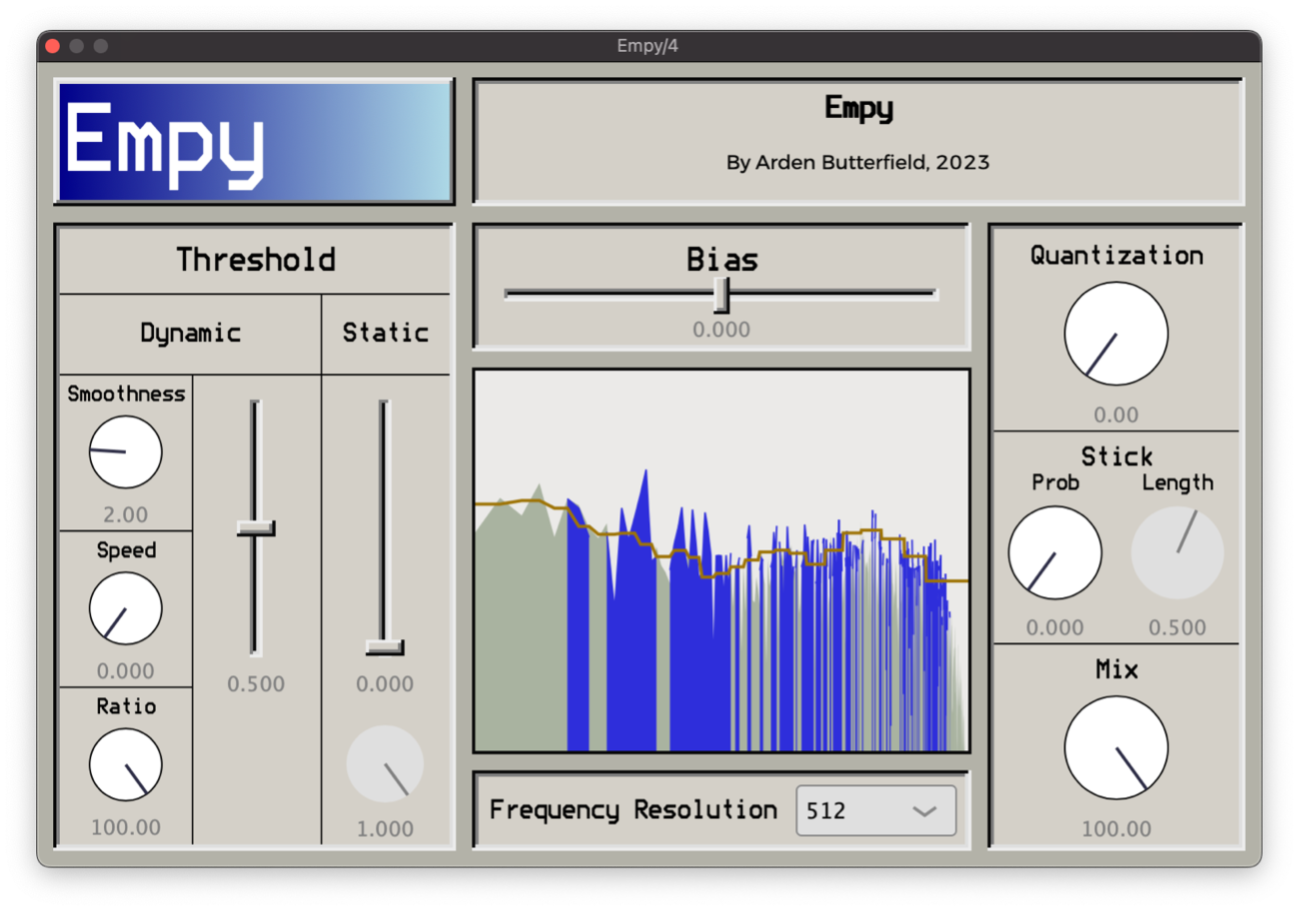 Empy/4
Empy
Empy
By Arden Butterfield, 2023
Threshold
Dynamic
Static
Smoothness
2.00
Speed
0.000
Ratio
100.00
0.500
0.000
1.000
Bias
0.000
Frequency Resolution
512
Quantization
0.00
Stick
Prob
Length
0.000
0.500
Mix
100.00